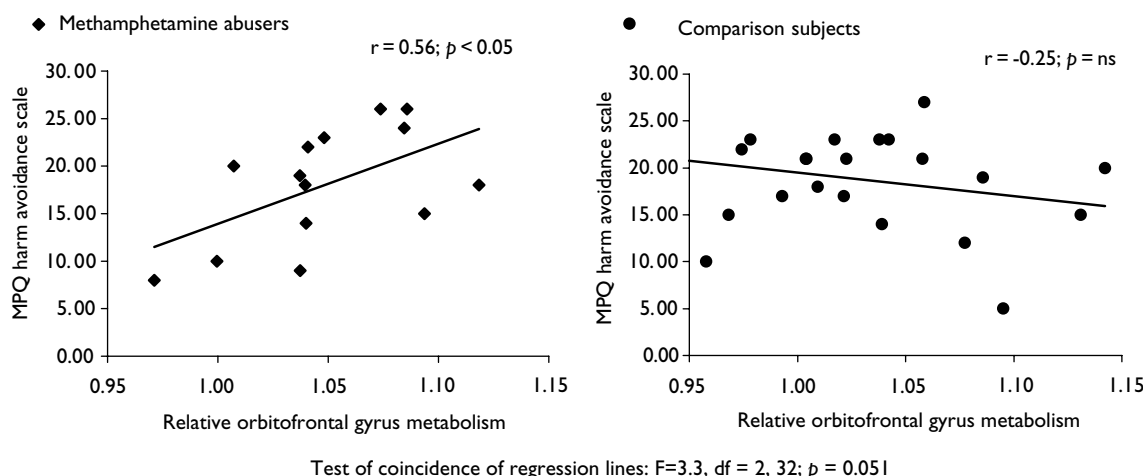 Methamphetamine abusers
r = 0.56; p < 0.05
MPQ harm avoidance scale
30.00
25.00
20.00
15.00
10.00
5.00
0.00
0.95
1.00
1.05
1.10
1.15
Relative orbitofrontal gyrus metabolism
Comparison subjects
r = -0.25; p = ns
MPQ harm avoidance scale
30.00
25.00
20.00
15.00
10.00
5.00
0.00
0.95
1.00
1.05
1.10
1.15
Relative orbitofrontal gyrus metabolism
Test of coincidence of regression lines: F=3.3, df = 2, 32; p = 0.051